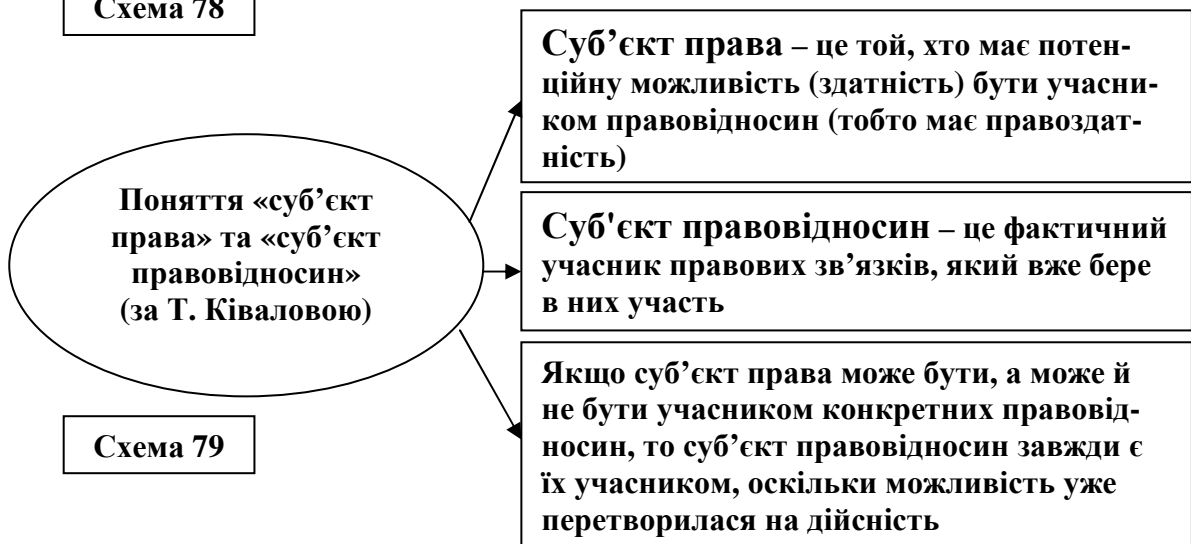 Схема 78
Суб’єкт права – це той, хто має потен-
ційну можливість (здатність) бути учасни-
ком правовідносин (тобто має правоздат-
ність)
Поняття «суб’єкт
права» та «суб’єкт
правовідносин»
(за Т. Ківаловою)
Суб'єкт правовідносин – це фактичний
учасник правових зв’язків, який вже бере
в них участь
Якщо суб’єкт права може бути, а може й
не бути учасником конкретних правовід-
носин, то суб’єкт правовідносин завжди є
їх учасником, оскільки можливість уже
перетворилася на дійсність
Схема 79